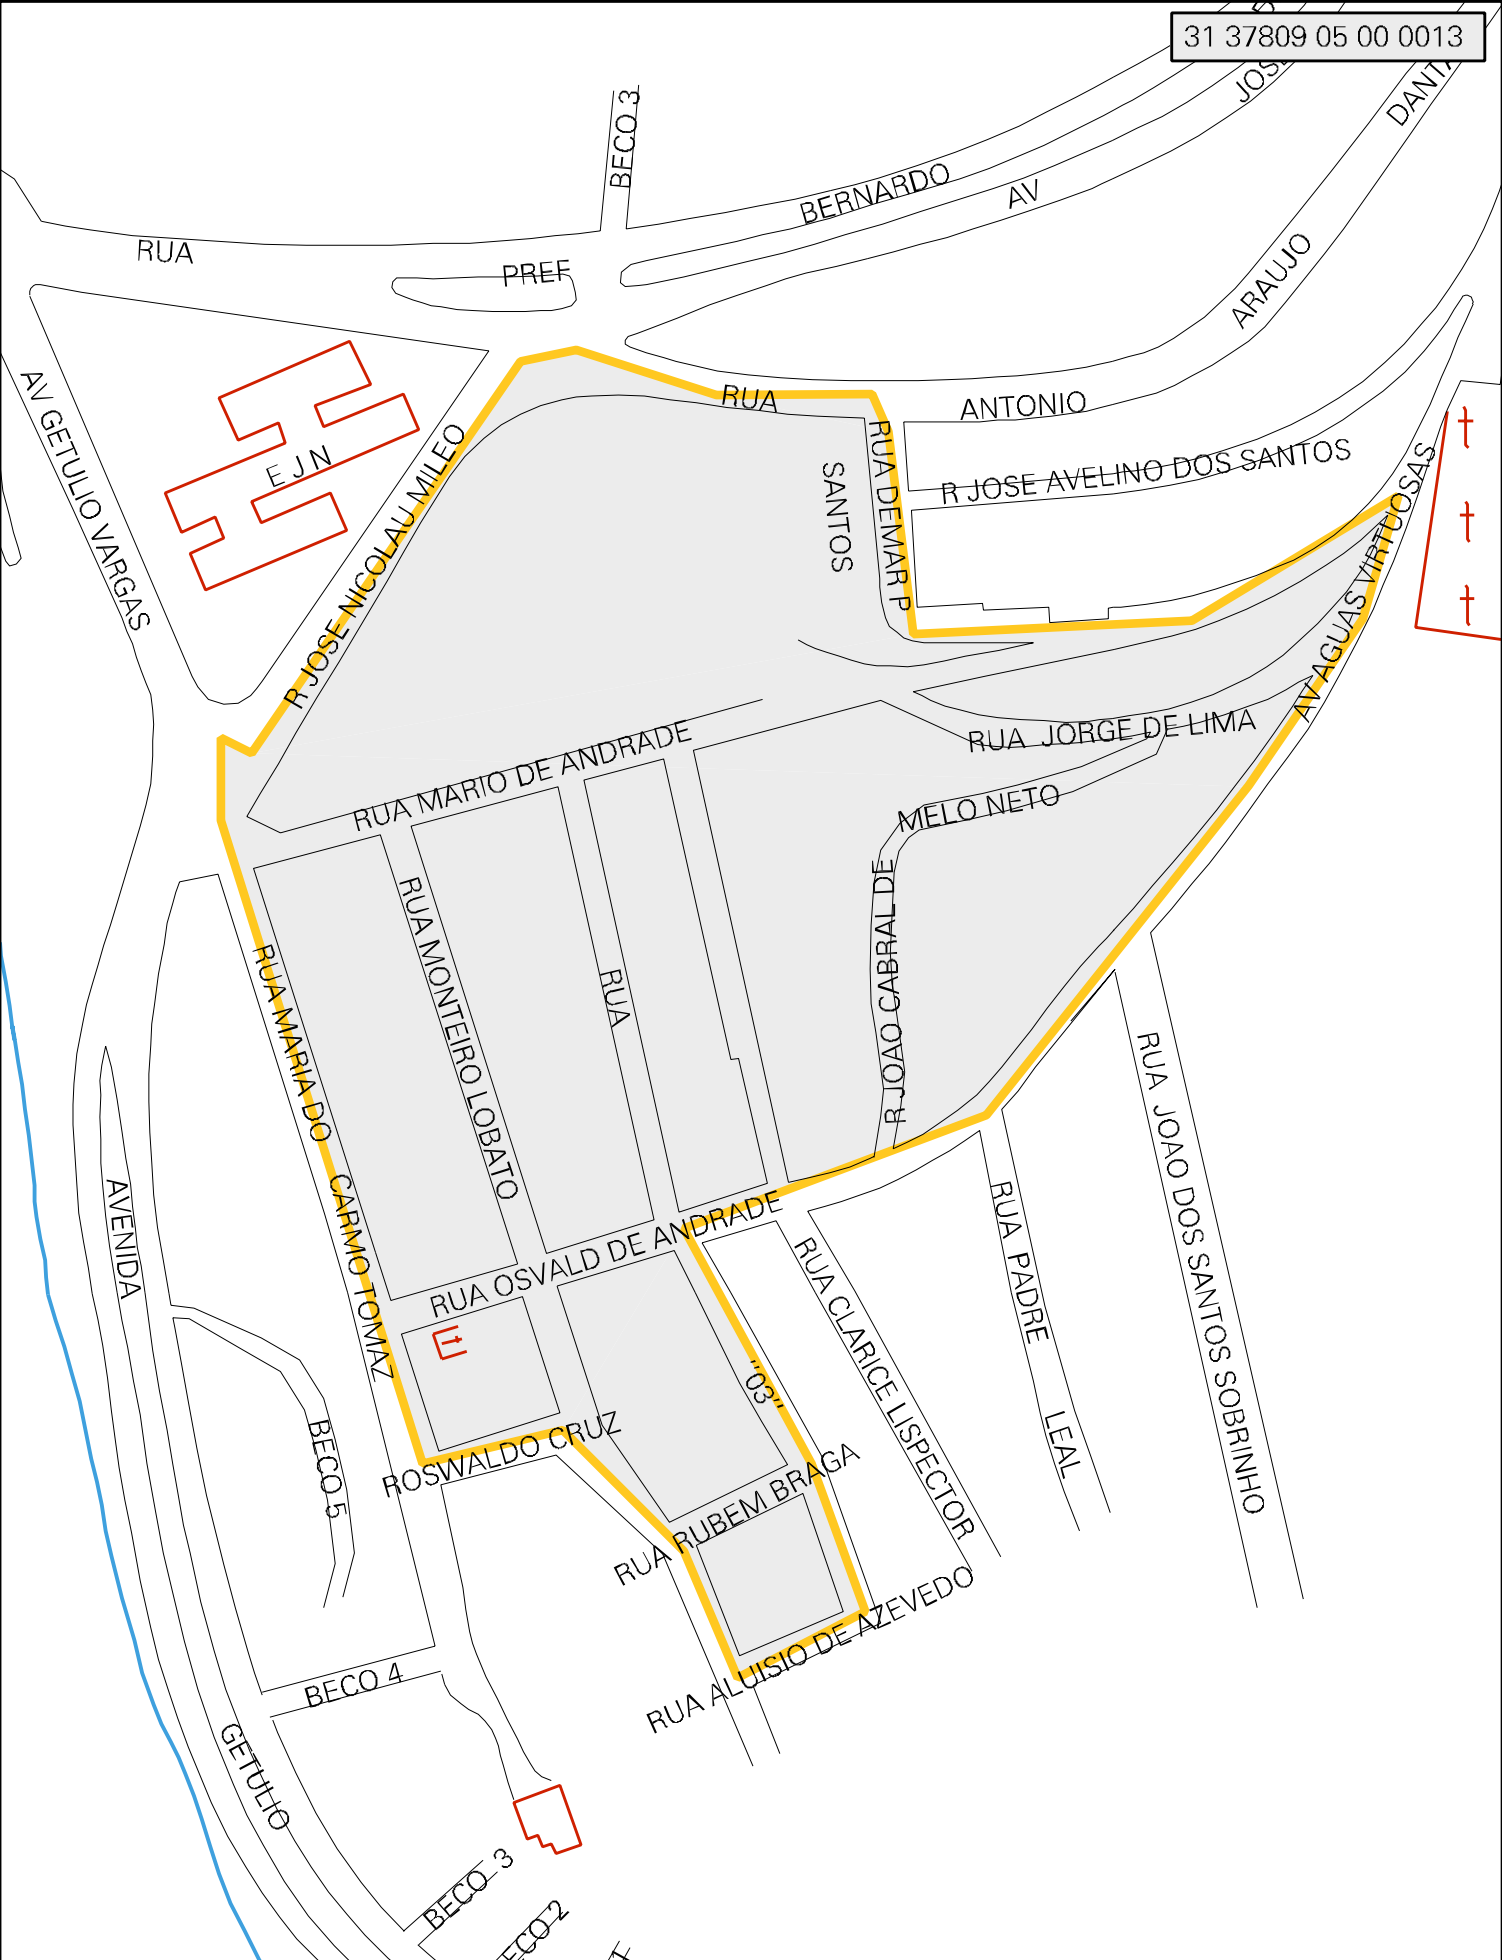 31 37809 05 00 0013
JOSE
DANTA
BECO 3
BERNARDO
AV
RUA
PREF
ARAUJO
AV GETULIO VARGAS
E J N
R JOSE NICOLAU MILEO
RUA
ANTONIO
RUA DEMAR P
SANTOS
R JOSE AVELINO DOS SANTOS
AV AGUAS VIRTUOSAS
RUA JORGE DE LIMA
RUA MARIO DE ANDRADE
MELO NETO
R JOAO CABRAL DE
RUA MONTEIRO LOBATO
RUA
RUA MARIA DO CARMO TOMAZ
RUA JOAO DOS SANTOS SOBRINHO
AVENIDA
RUA OSVALD DE ANDRADE
RUA PADRE LEAL
RUA CLARICE LISPECTOR
"03"
BECO 5
ROSWALDO CRUZ
RUA RUBEM BRAGA
RUA ALUISIO DE AZEVEDO
BECO 4
GETULIO
BECO 3
ECO 2